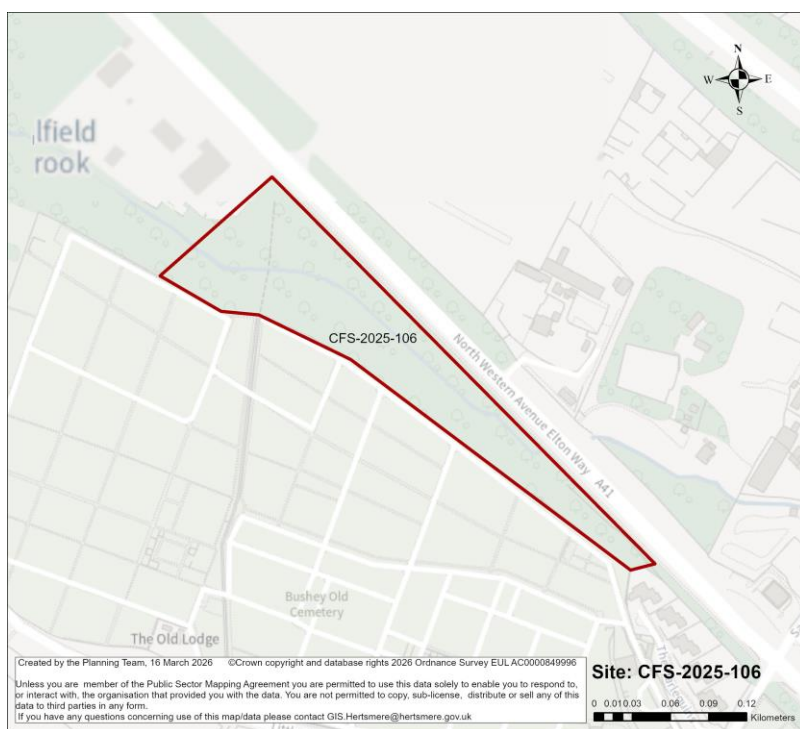 N
W E
S
lfield
rook
CFS-2025-106
North Western Avenue Elton Way A41
Bushey Old
Cemetery
The Old Lodge
Created by the Planning Team, 16 March 2026 ©Crown copyright and database rights 2026 Ordnance Survey EUL AC0000849996
Unless you are member of the Public Sector Mapping Agreement you are permitted to use this data solely to enable you to respond to,
or interact with, the organisation that provided you with the data. You are not permitted to copy, sub-license, distribute or sell any of this
data to third parties in any form.
If you have any questions concerning use of this map/data please contact GIS.Hertsmere@hertsmere.gov.uk
Site: CFS-2025-106
0 0.01 0.03 0.06 0.09 0.12
Kilometers